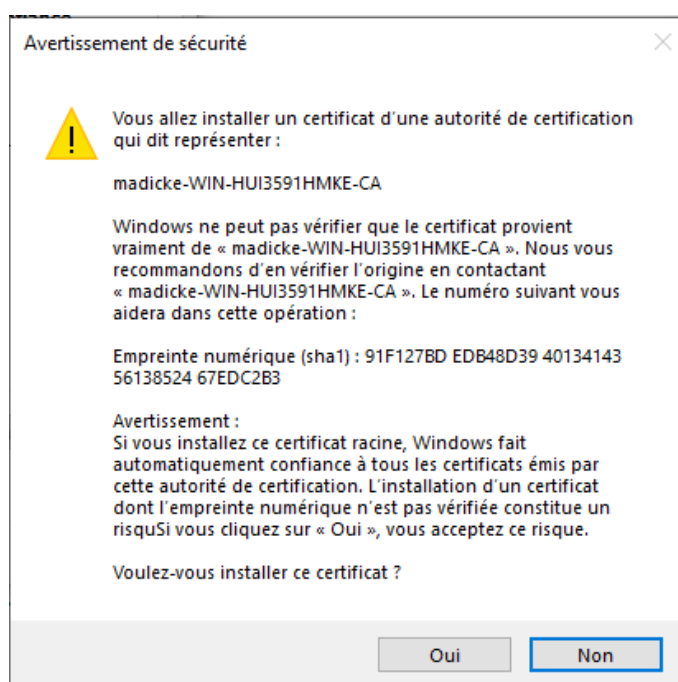 Avertissement de sécurité
Vous allez installer un certificat d'une autorité de certification
qui dit représenter :
madicke-WIN-HUI3591HMKE-CA
Windows ne peut pas vérifier que le certificat provient
vraiment de « madicke-WIN-HUI3591HMKE-CA ». Nous vous
recommandons d'en vérifier l'origine en contactant
« madicke-WIN-HUI3591HMKE-CA ». Le numéro suivant vous
aidera dans cette opération :
Empreinte numérique (sha1) : 91F127BD EDB48D39 40134143
56138524 67EDC2B3
Avertissement :
Si vous installez ce certificat racine, Windows fait
automatiquement confiance à tous les certificats émis par
cette autorité de certification. L'installation d'un certificat
dont l'empreinte numérique n'est pas vérifiée constitue un
risquSi vous cliquez sur « Oui », vous acceptez ce risque.
Voulez-vous installer ce certificat ?
Oui
Non